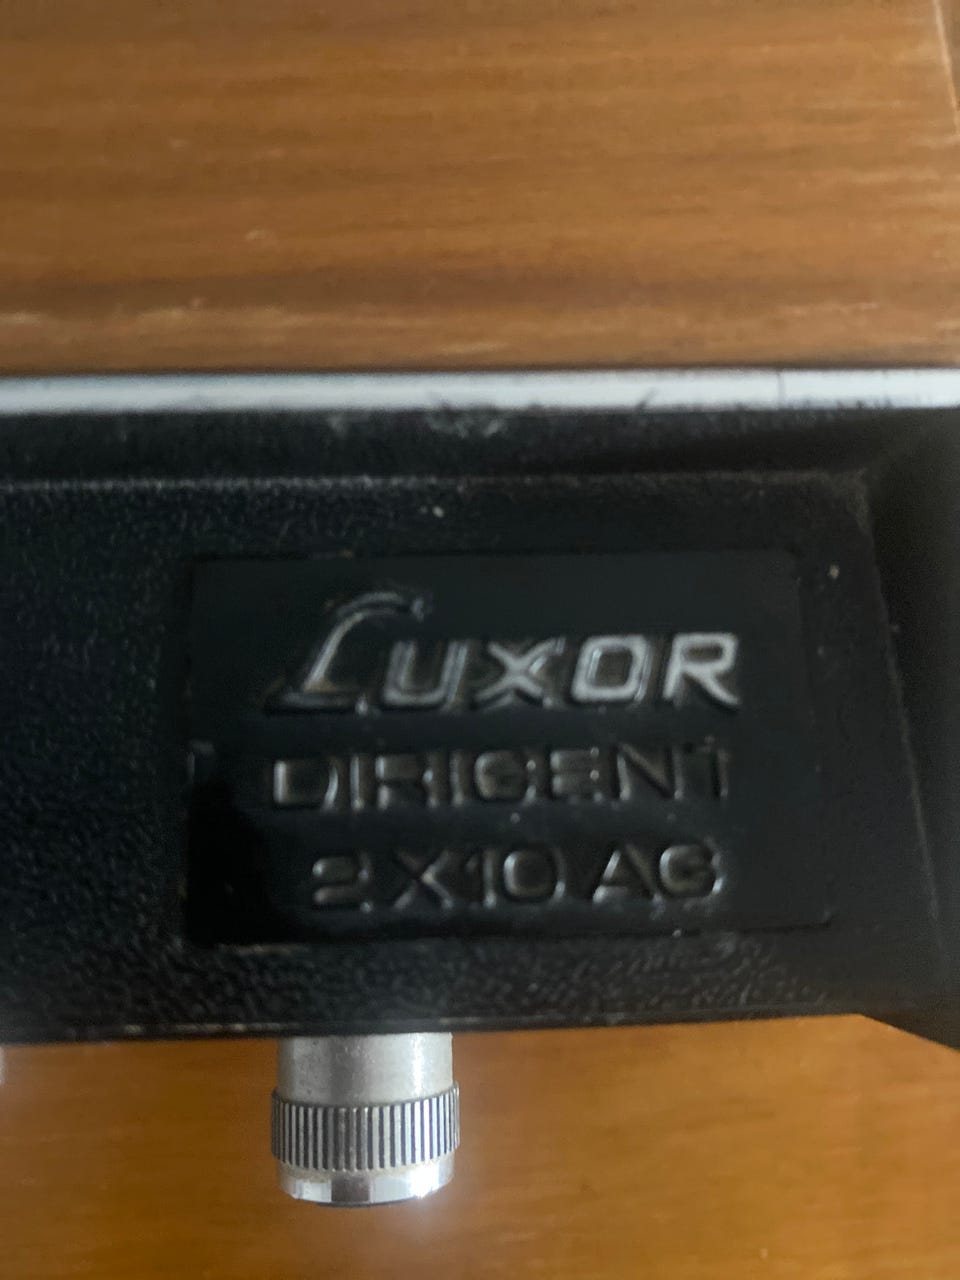 LUXOR
DIRIGENT
2X10 AG